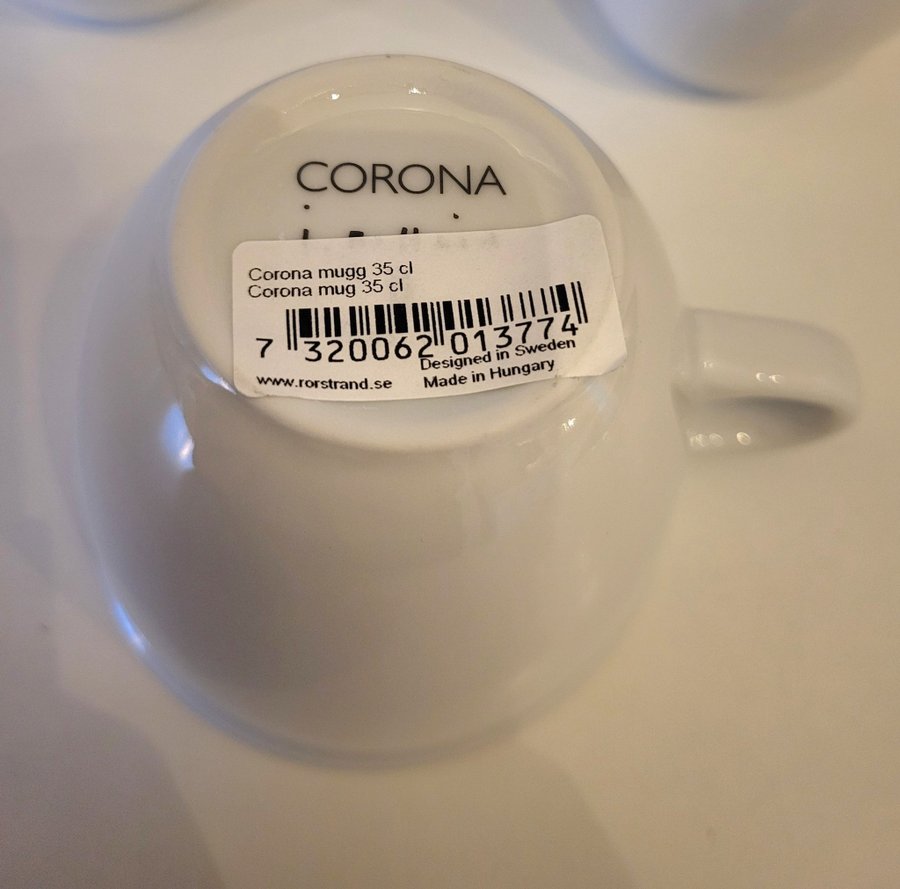 CORONA
Corona mugg 35 cl
Corona mug 35 cl
7 320062 013774
Designed in Sweden
www.rorstrand.se Made in Hungary